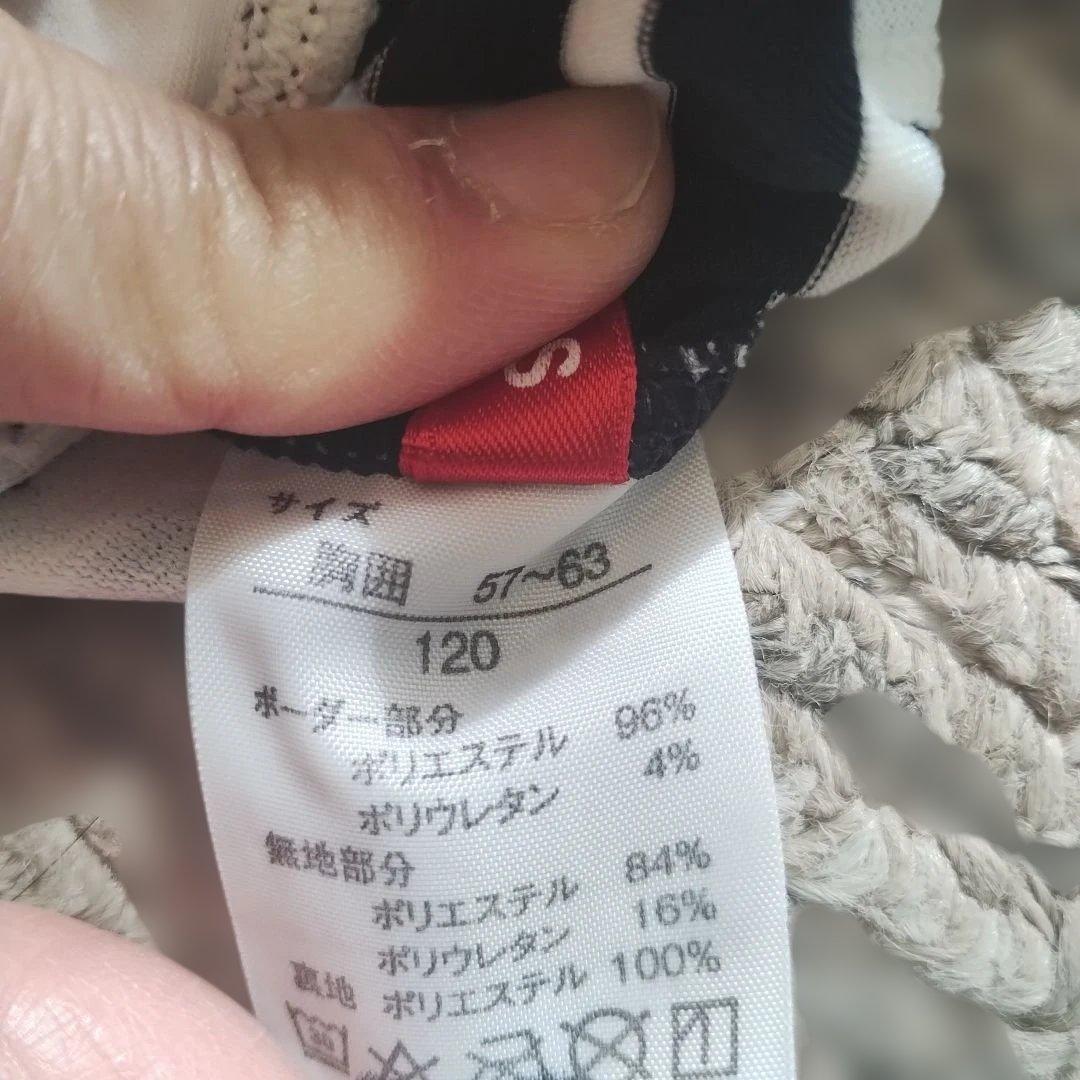 S
サイズ
胸囲 57~63
120
ボーダー部分
ポリエステル 96%
ポリウレタン 4%
無地部分
ポリエステル 84%
ポリウレタン 16%
裏地 ポリエステル 100%